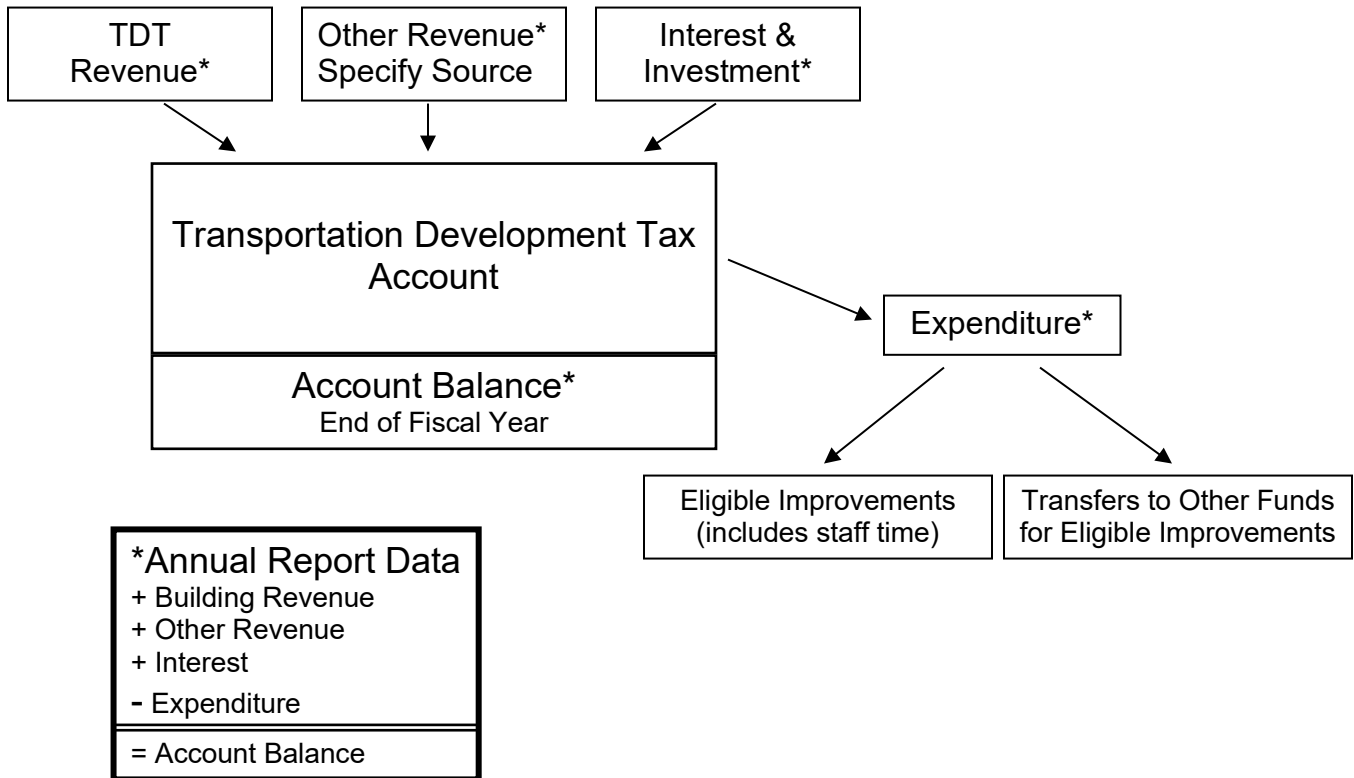 TDT
Revenue*
Other Revenue*
Specify Source
Interest &
Investment*
Transportation Development Tax
Account
Account Balance*
End of Fiscal Year
Expenditure*
Eligible Improvements
(includes staff time)
Transfers to Other Funds
for Eligible Improvements
*Annual Report Data
+ Building Revenue
+ Other Revenue
+ Interest
- Expenditure
= Account Balance